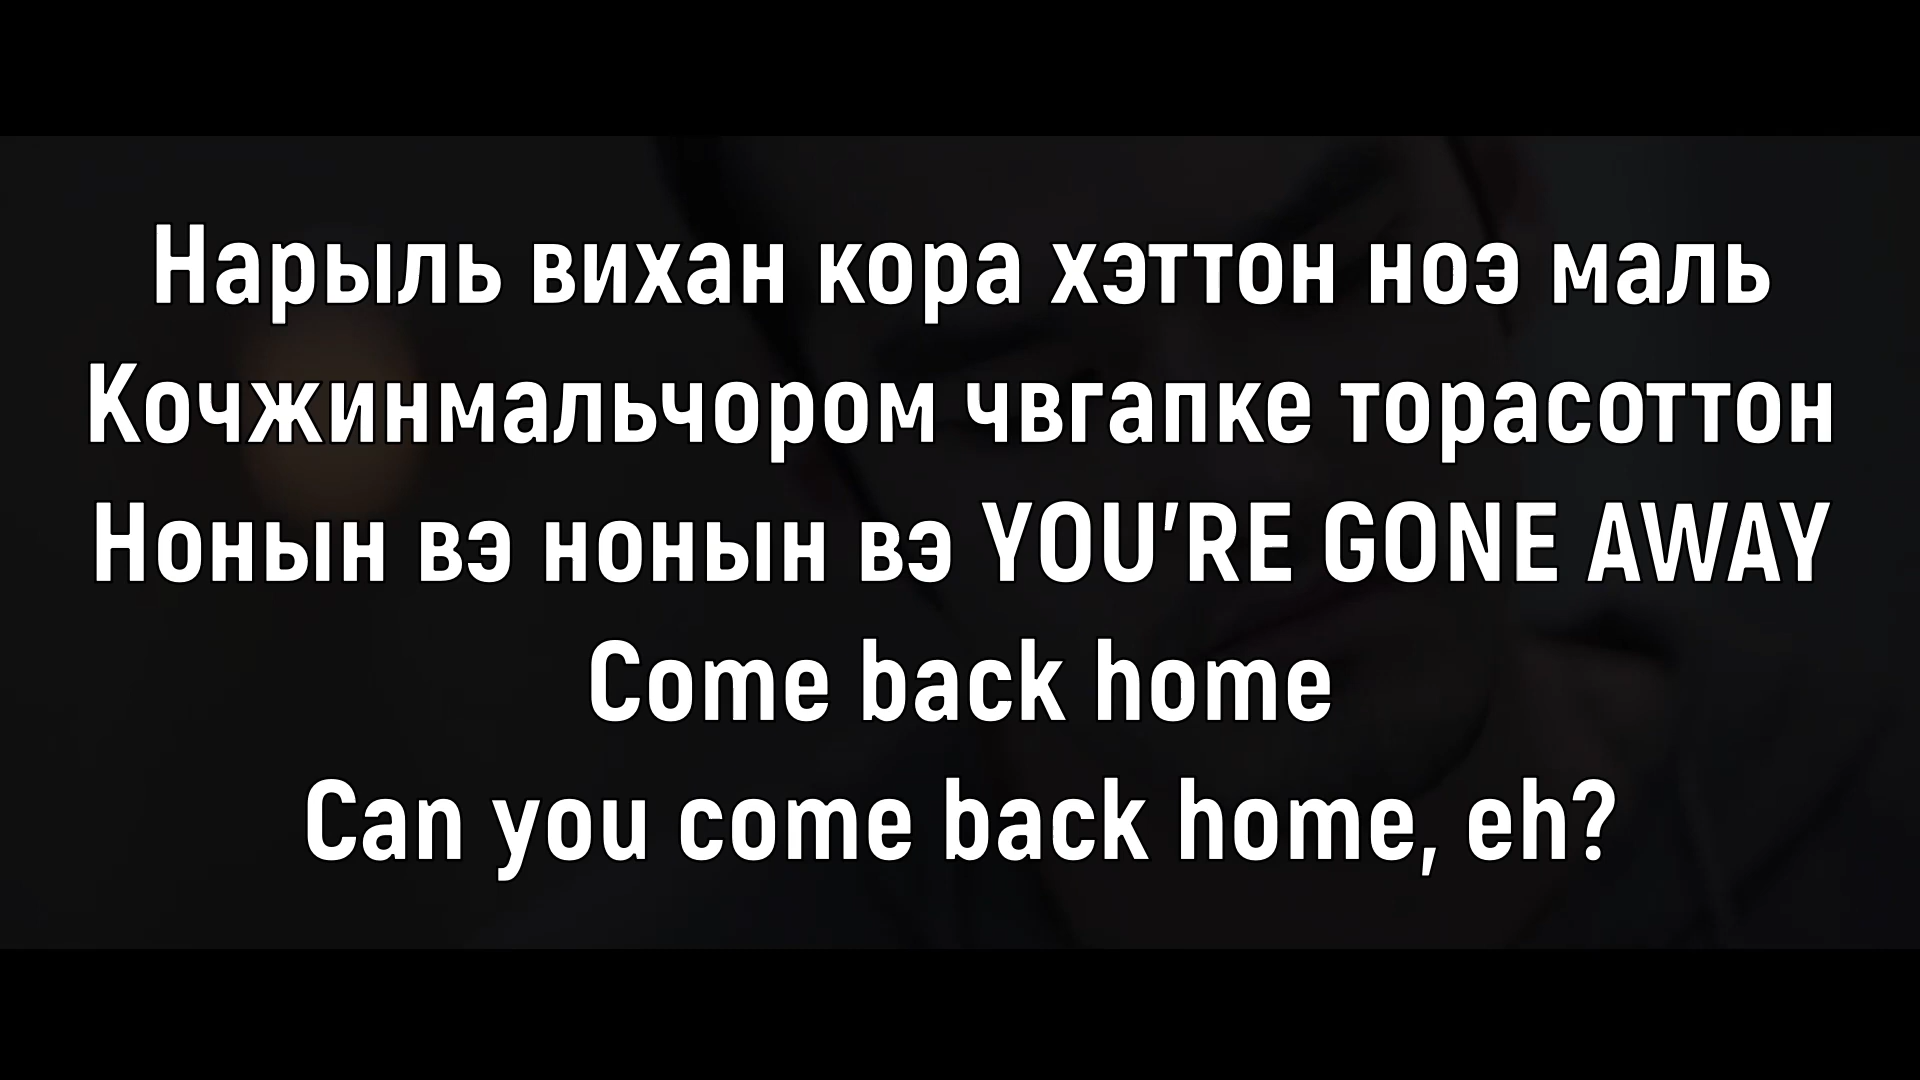 Нарыль вихан кора хэттон ноэ маль
Кочжинмальчором чвгапке торасоттон
Нонын вэ нонын вэ YOU'RE GONE AWAY
Come back home
Can you come back home, eh?